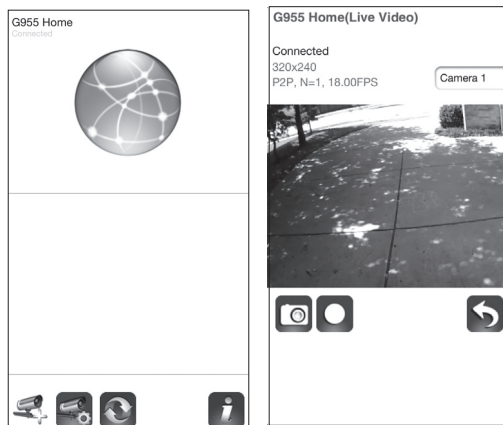 G955 Home
Connected
G955 Home(Live Video)
Connected
320x240
P2P, N=1, 18.00FPS
Camera 1
i